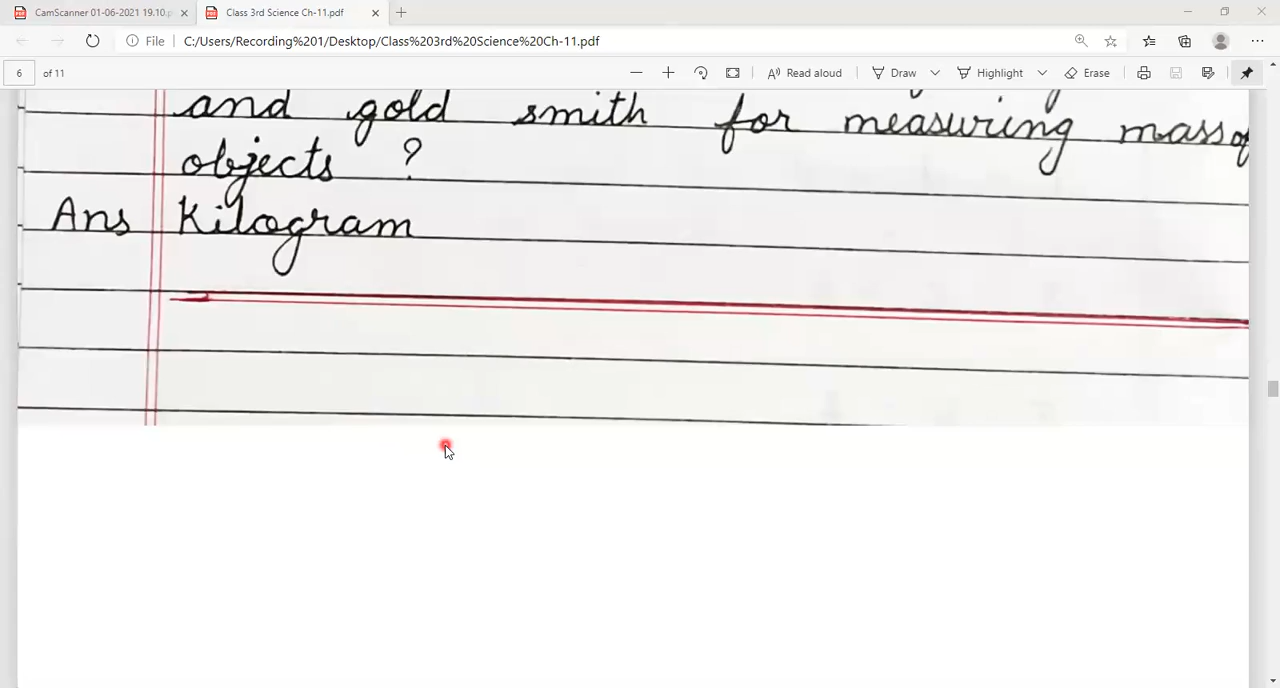 CamScanner 01-06-2021 19.10.p
Class 3rd Science Ch-11.pdf
File
C:/Users/Recording%201/Desktop/Class%203rd%20Science%20Ch-11.pdf
6 of 11
Read aloud
Draw
Highlight
Erase
and gold smith for measuring mass of
objects ?
Ans Kilogram